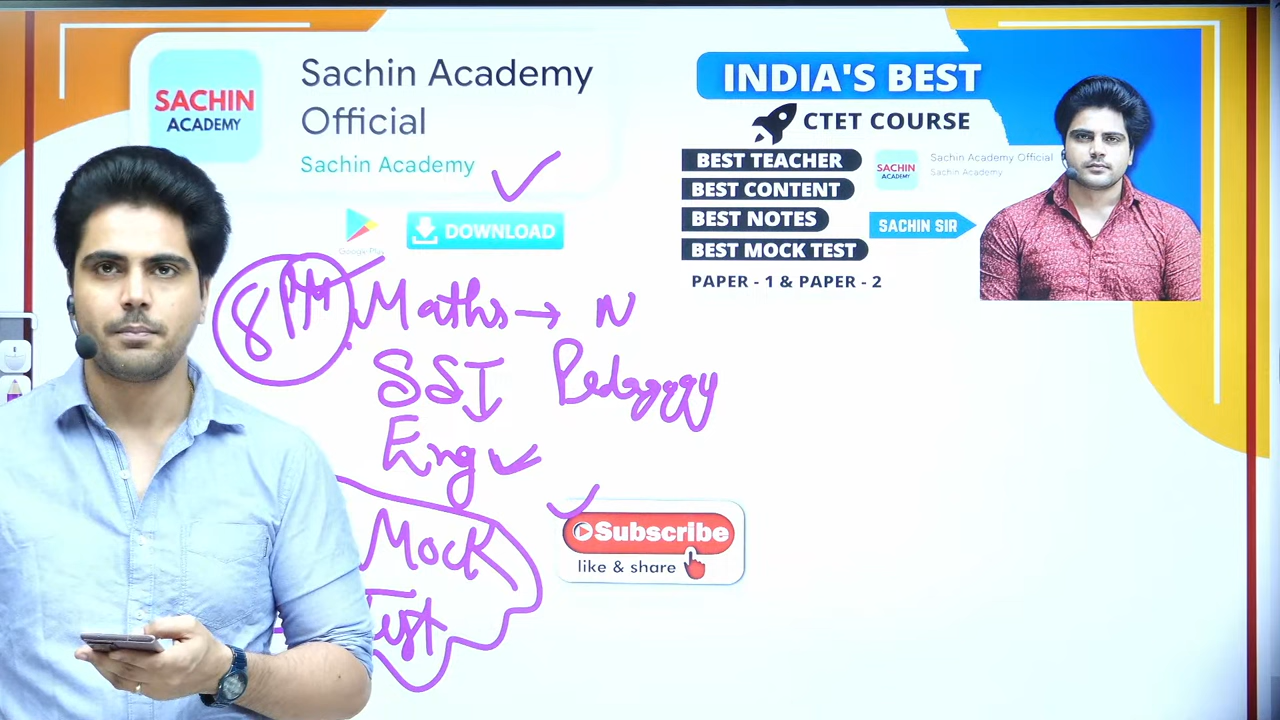 SACHIN
ACADEMY
Sachin Academy
Official
Sachin Academy
Google Play
DOWNLOAD
INDIA'S BEST
CTET COURSE
BEST TEACHER
BEST CONTENT
BEST NOTES
BEST MOCK TEST
PAPER - 1 & PAPER - 2
SACHIN
ACADEMY
Sachin Academy Official
Sachin Academy
SACHIN SIR
8 PM
Maths → N
SST Pedagogy
Eng
Mock
Test
Subscribe
like & share